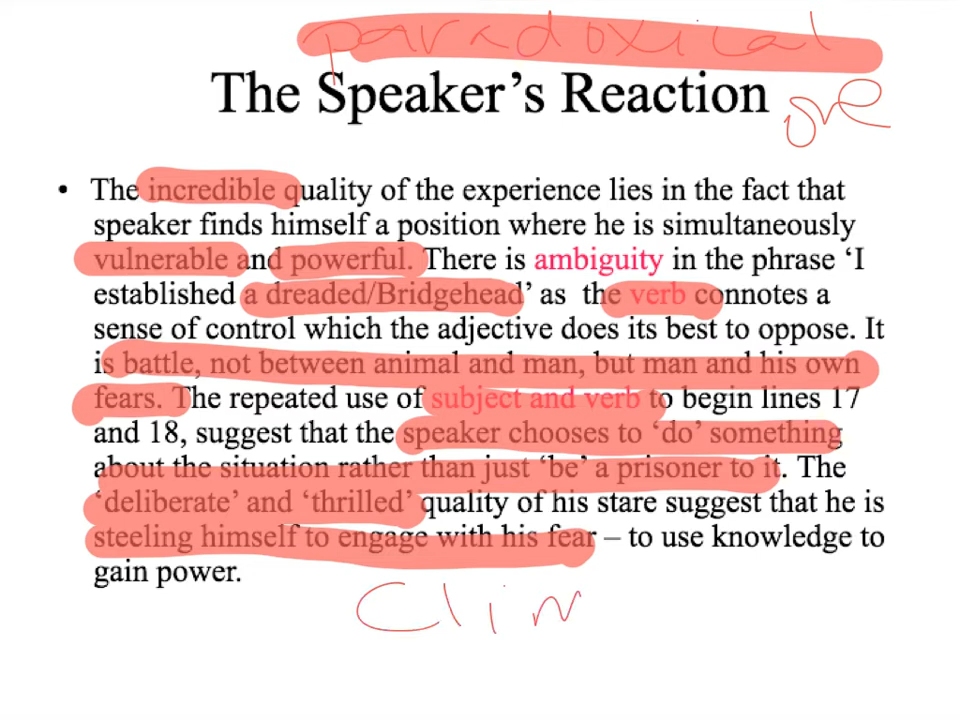 paradoxical
The Speaker's Reaction
• The incredible quality of the experience lies in the fact that
speaker finds himself a position where he is simultaneously
vulnerable and powerful. There is ambiguity in the phrase 'I
established a dreaded/Bridgehead' as the verb connotes a
sense of control which the adjective does its best to oppose. It
is battle, not between animal and man, but man and his own
fears. The repeated use of subject and verb to begin lines 17
and 18, suggest that the speaker chooses to 'do' something
about the situation rather than just 'be' a prisoner to it. The
'deliberate' and 'thrilled' quality of his stare suggest that he is
steeling himself to engage with his fear – to use knowledge to
gain power.